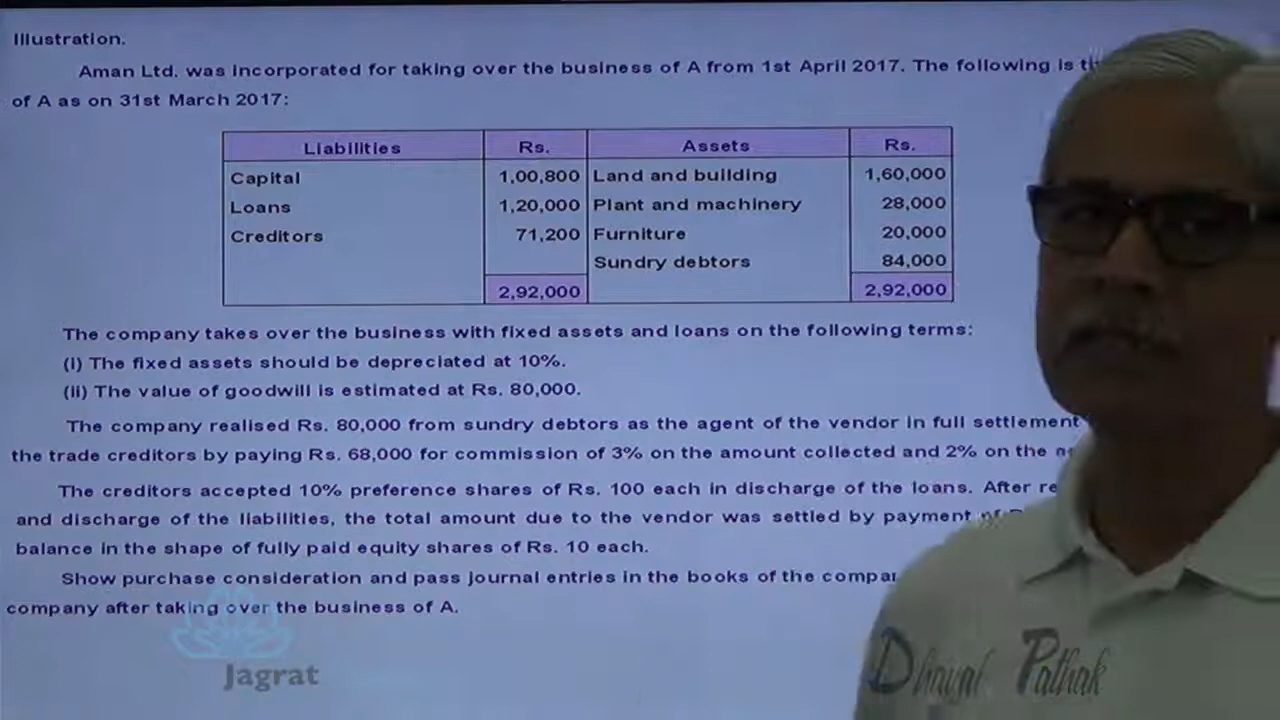 Illustration.
Aman Ltd. was incorporated for taking over the business of A from 1st April 2017. The following is
of A as on 31st March 2017:
Liabilities Rs. Assets Rs.
Capital 1,00,800 Land and building 1,60,000
Loans 1,20,000 Plant and machinery 28,000
Creditors 71,200 Furniture 20,000
Sundry debtors 84,000
2,92,000 2,92,000
The company takes over the business with fixed assets and loans on the following terms:
(i) The fixed assets should be depreciated at 10%.
(ii) The value of goodwill is estimated at Rs. 80,000.
The company realised Rs. 80,000 from sundry debtors as the agent of the vendor in full settlement
the trade creditors by paying Rs. 68,000 for commission of 3% on the amount collected and 2% on the
The creditors accepted 10% preference shares of Rs. 100 each in discharge of the loans. After
and discharge of the liabilities, the total amount due to the vendor was settled by payment of
balance in the shape of fully paid equity shares of Rs. 10 each.
Show purchase consideration and pass journal entries in the books of the
company after taking over the business of A.
Jagrat
Dhaval Pathak